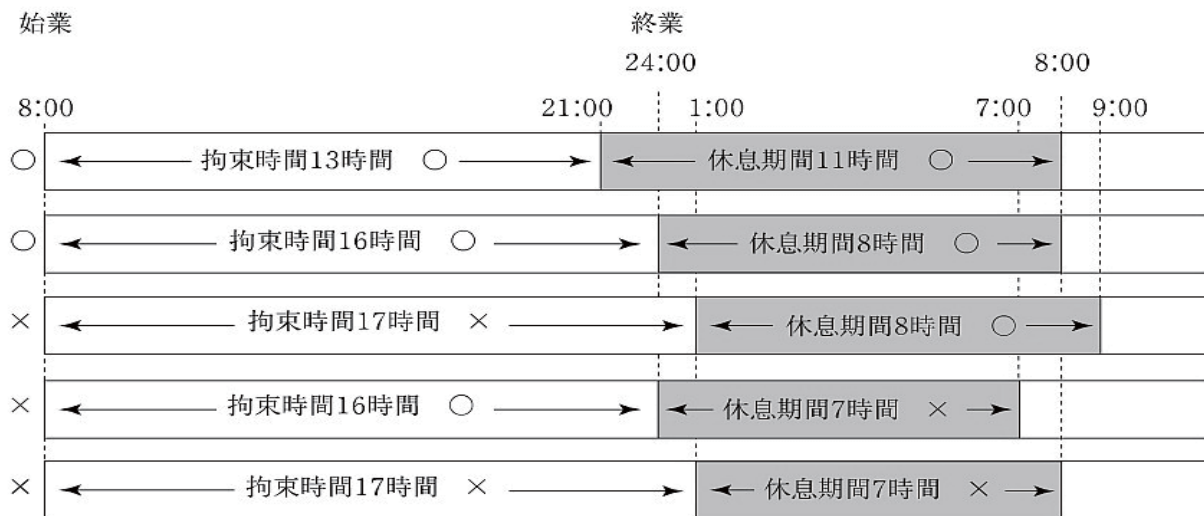 始業 終業
24:00 8:00
8:00 21:00 1:00 7:00 9:00
○ 拘束時間13時間 ○ 休息期間11時間 ○
○ 拘束時間16時間 ○ 休息期間8時間 ○
× 拘束時間17時間 × 休息期間8時間 ○
× 拘束時間16時間 ○ 休息期間7時間 ×
× 拘束時間17時間 × 休息期間7時間 ×